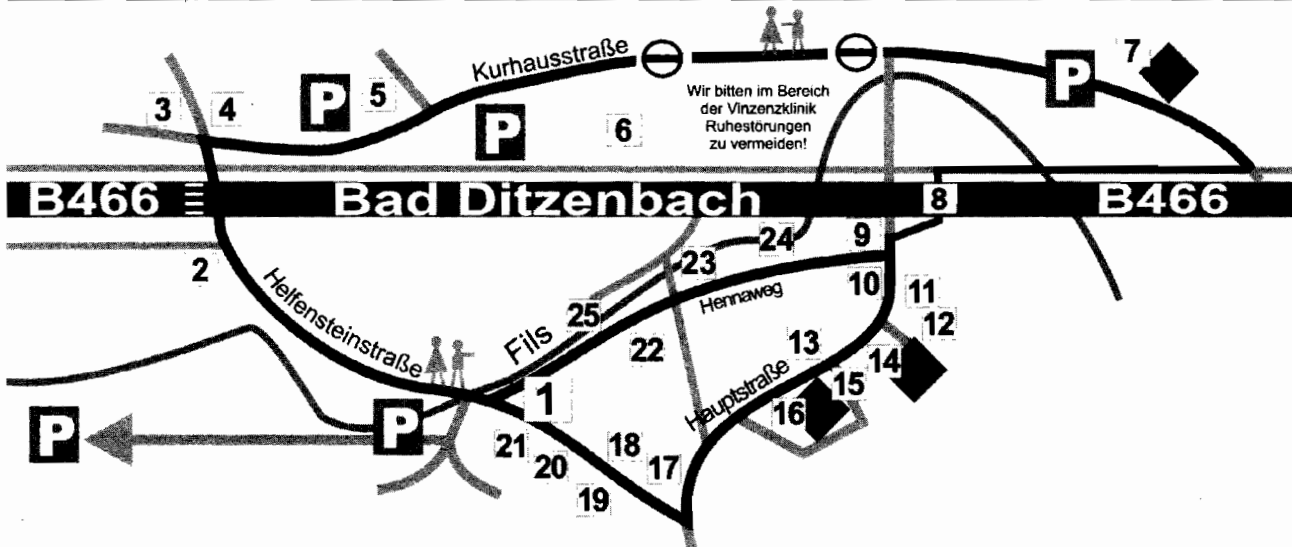 7
3
4
P
5
Kurhausstraße
P
P
6
Wir bitten im Bereich
der Vinzenzklinik
Ruhestörungen
zu vermeiden!
B466
Bad Ditzenbach
8
B466
2
Helfensteinstraße
25
Fils
23
24
Hennaweg
22
9
10
11
12
13
14
15
16
Hauptstraße
P
P
1
21
20
19
18
17